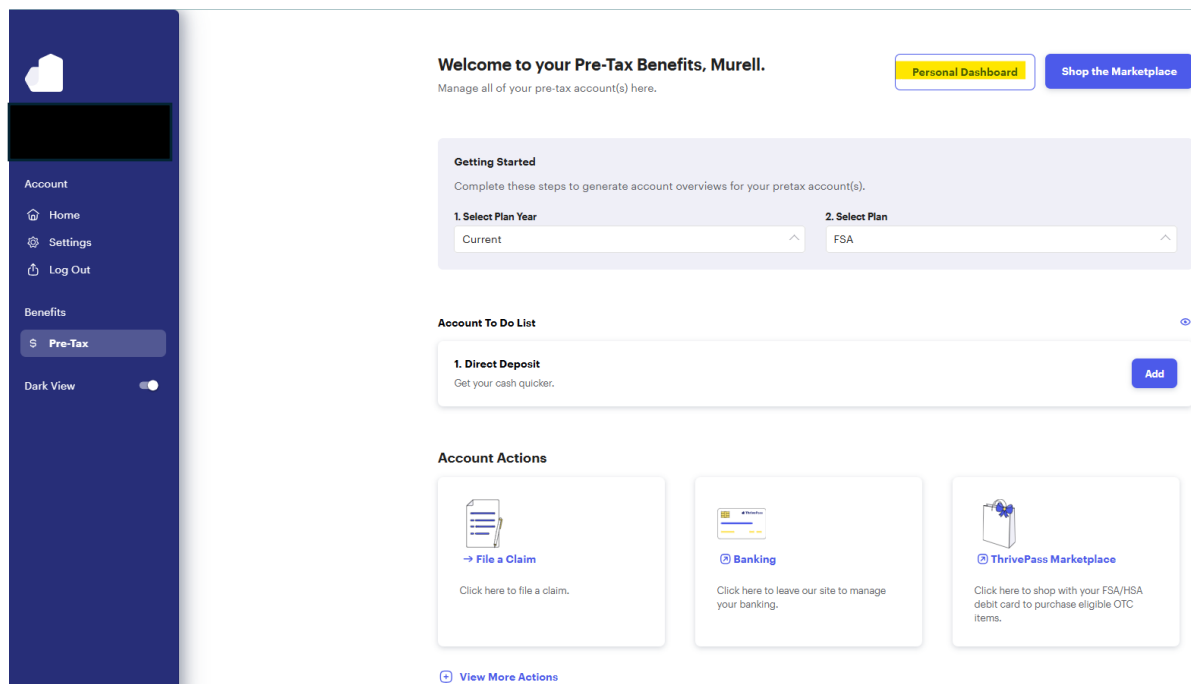 Welcome to your Pre-Tax Benefits, Murell.
Manage all of your pre-tax account(s) here.
Personal Dashboard
Shop the Marketplace
Account
Home
Settings
Log Out
Benefits
$ Pre-Tax
Dark View
Getting Started
Complete these steps to generate account overviews for your pretax account(s).
1. Select Plan Year
2. Select Plan
Current
FSA
Account To Do List
1. Direct Deposit
Get your cash quicker.
Add
Account Actions
→ File a Claim
Click here to file a claim.
Banking
Click here to leave our site to manage
your banking.
ThrivePass Marketplace
Click here to shop with your FSA/HSA
debit card to purchase eligible OTC
items.
View More Actions